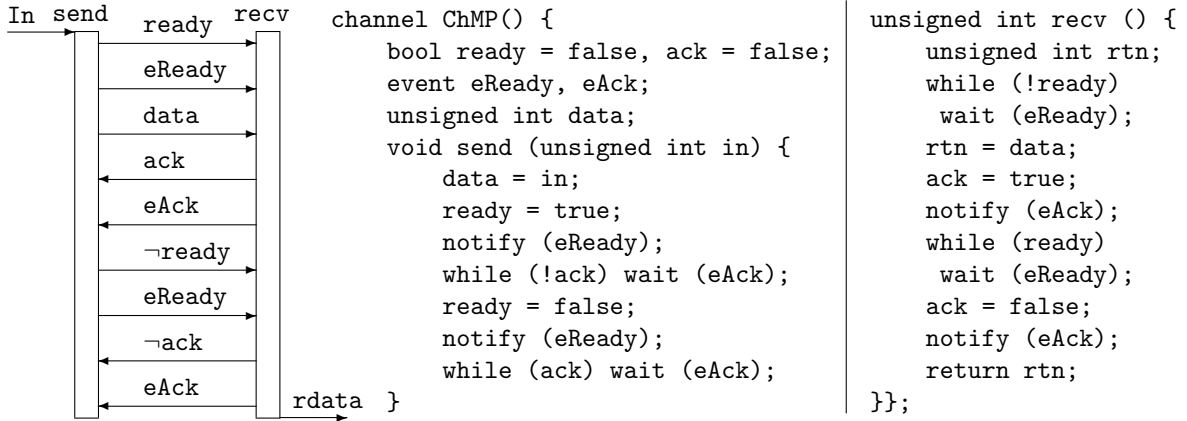 In send recv
ready
eReady
data
ack
eAck
¬ready
eReady
¬ack
eAck
rdata
channel ChMP() {
    bool ready = false, ack = false;
    event eReady, eAck;
    unsigned int data;
    void send (unsigned int in) {
        data = in;
        ready = true;
        notify (eReady);
        while (!ack) wait (eAck);
        ready = false;
        notify (eReady);
        while (ack) wait (eAck);
    }
unsigned int recv () {
    unsigned int rtn;
    while (!ready)
     wait (eReady);
    rtn = data;
    ack = true;
    notify (eAck);
    while (ready)
     wait (eReady);
    ack = false;
    notify (eAck);
    return rtn;
}};